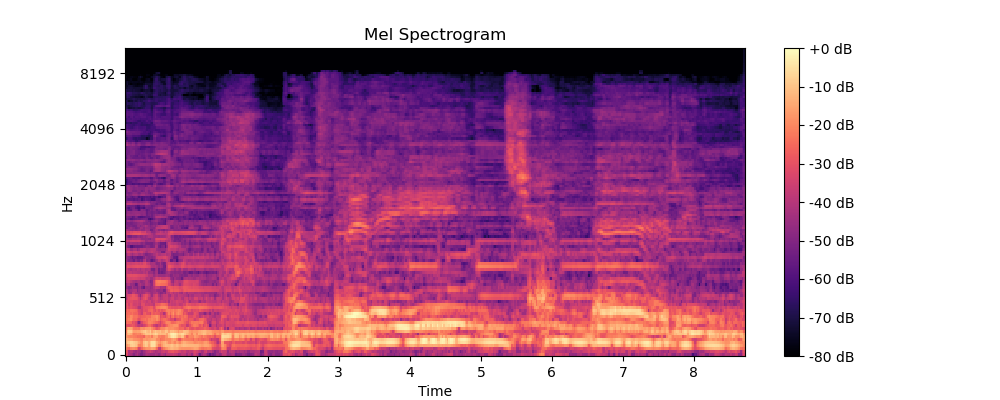 Mel Spectrogram
Hz
8192
4096
2048
1024
512
0
0 1 2 3 4 5 6 7 8
Time
+0 dB
-10 dB
-20 dB
-30 dB
-40 dB
-50 dB
-60 dB
-70 dB
-80 dB